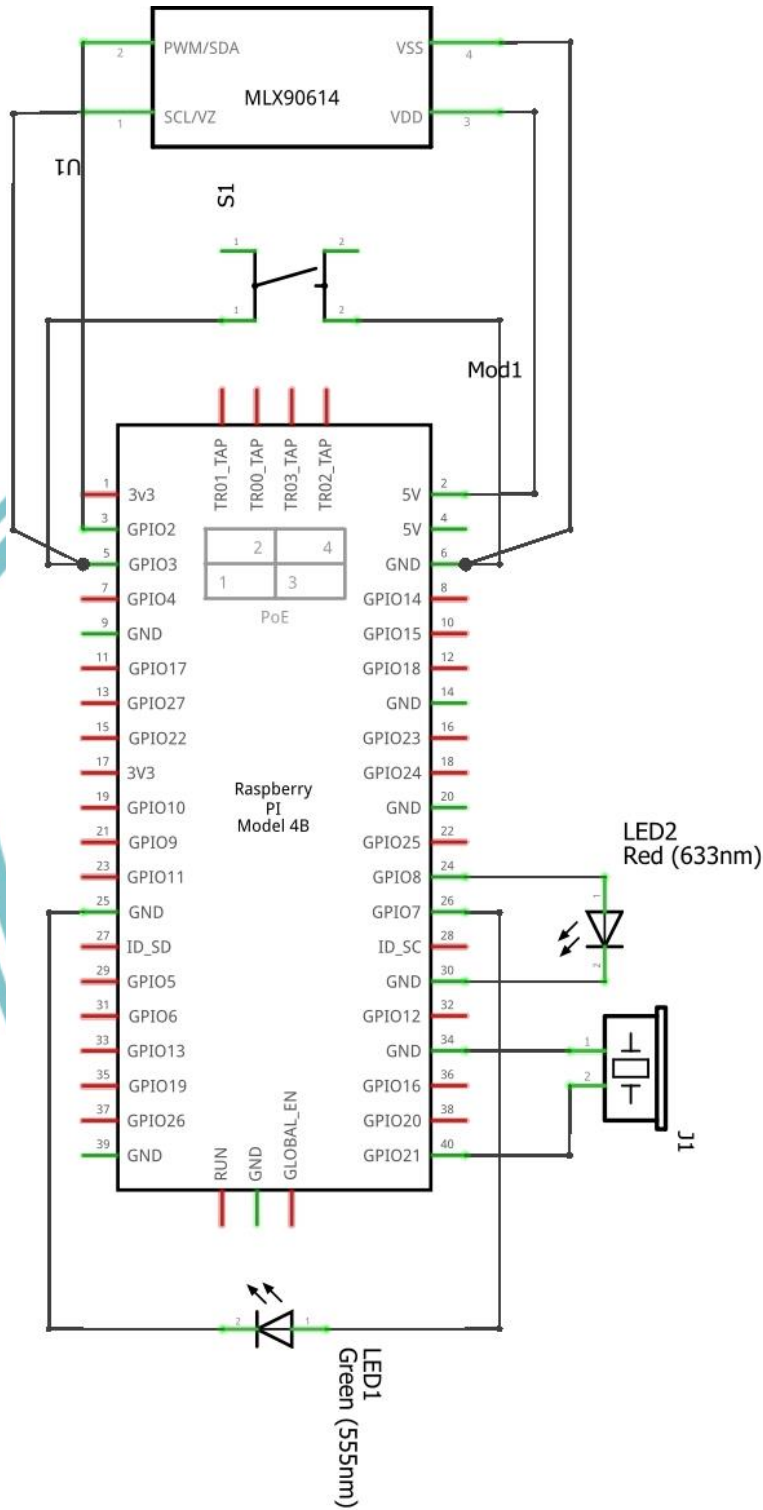 2 PWM/SDA VSS 4
MLX90614
1 SCL/VZ VDD 3
U1
S1
1 2
1 2
Mod1
TR01_TAP TR00_TAP TR03_TAP TR02_TAP
1 3v3 5V 2
3 GPIO2 5V 4
5 GPIO3 GND 6
2 4
1 3
PoE
7 GPIO4 GPIO14 8
9 GND GPIO15 10
11 GPIO17 GPIO18 12
13 GPIO27 GND 14
15 GPIO22 GPIO23 16
17 3V3 GPIO24 18
19 GPIO10 GND 20
21 GPIO9 GPIO25 22
23 GPIO11 GPIO8 24
25 GND GPIO7 26
27 ID_SD ID_SC 28
29 GPIO5 GND 30
31 GPIO6 GPIO12 32
33 GPIO13 GND 34
35 GPIO19 GPIO16 36
37 GPIO26 GPIO20 38
39 GND GPIO21 40
Raspberry
PI
Model 4B
RUN GND GLOBAL_EN
LED2
Red (633nm)
1
2
1
2
J1
2 1
LED1
Green (555nm)